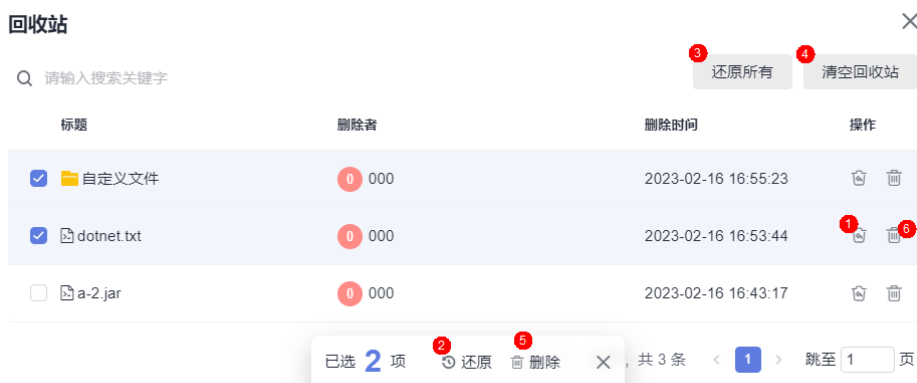 回收站
请输入搜索关键字
3 还原所有 4 清空回收站
标题 删除者 删除时间 操作
自定义文件 0 000 2023-02-16 16:55:23
dotnet.txt 0 000 2023-02-16 16:53:44 1 6
a-2.jar 0 000 2023-02-16 16:43:17
已选 2 项 2 还原 5 删除 , 共 3 条 < 1 > 跳至 1 页